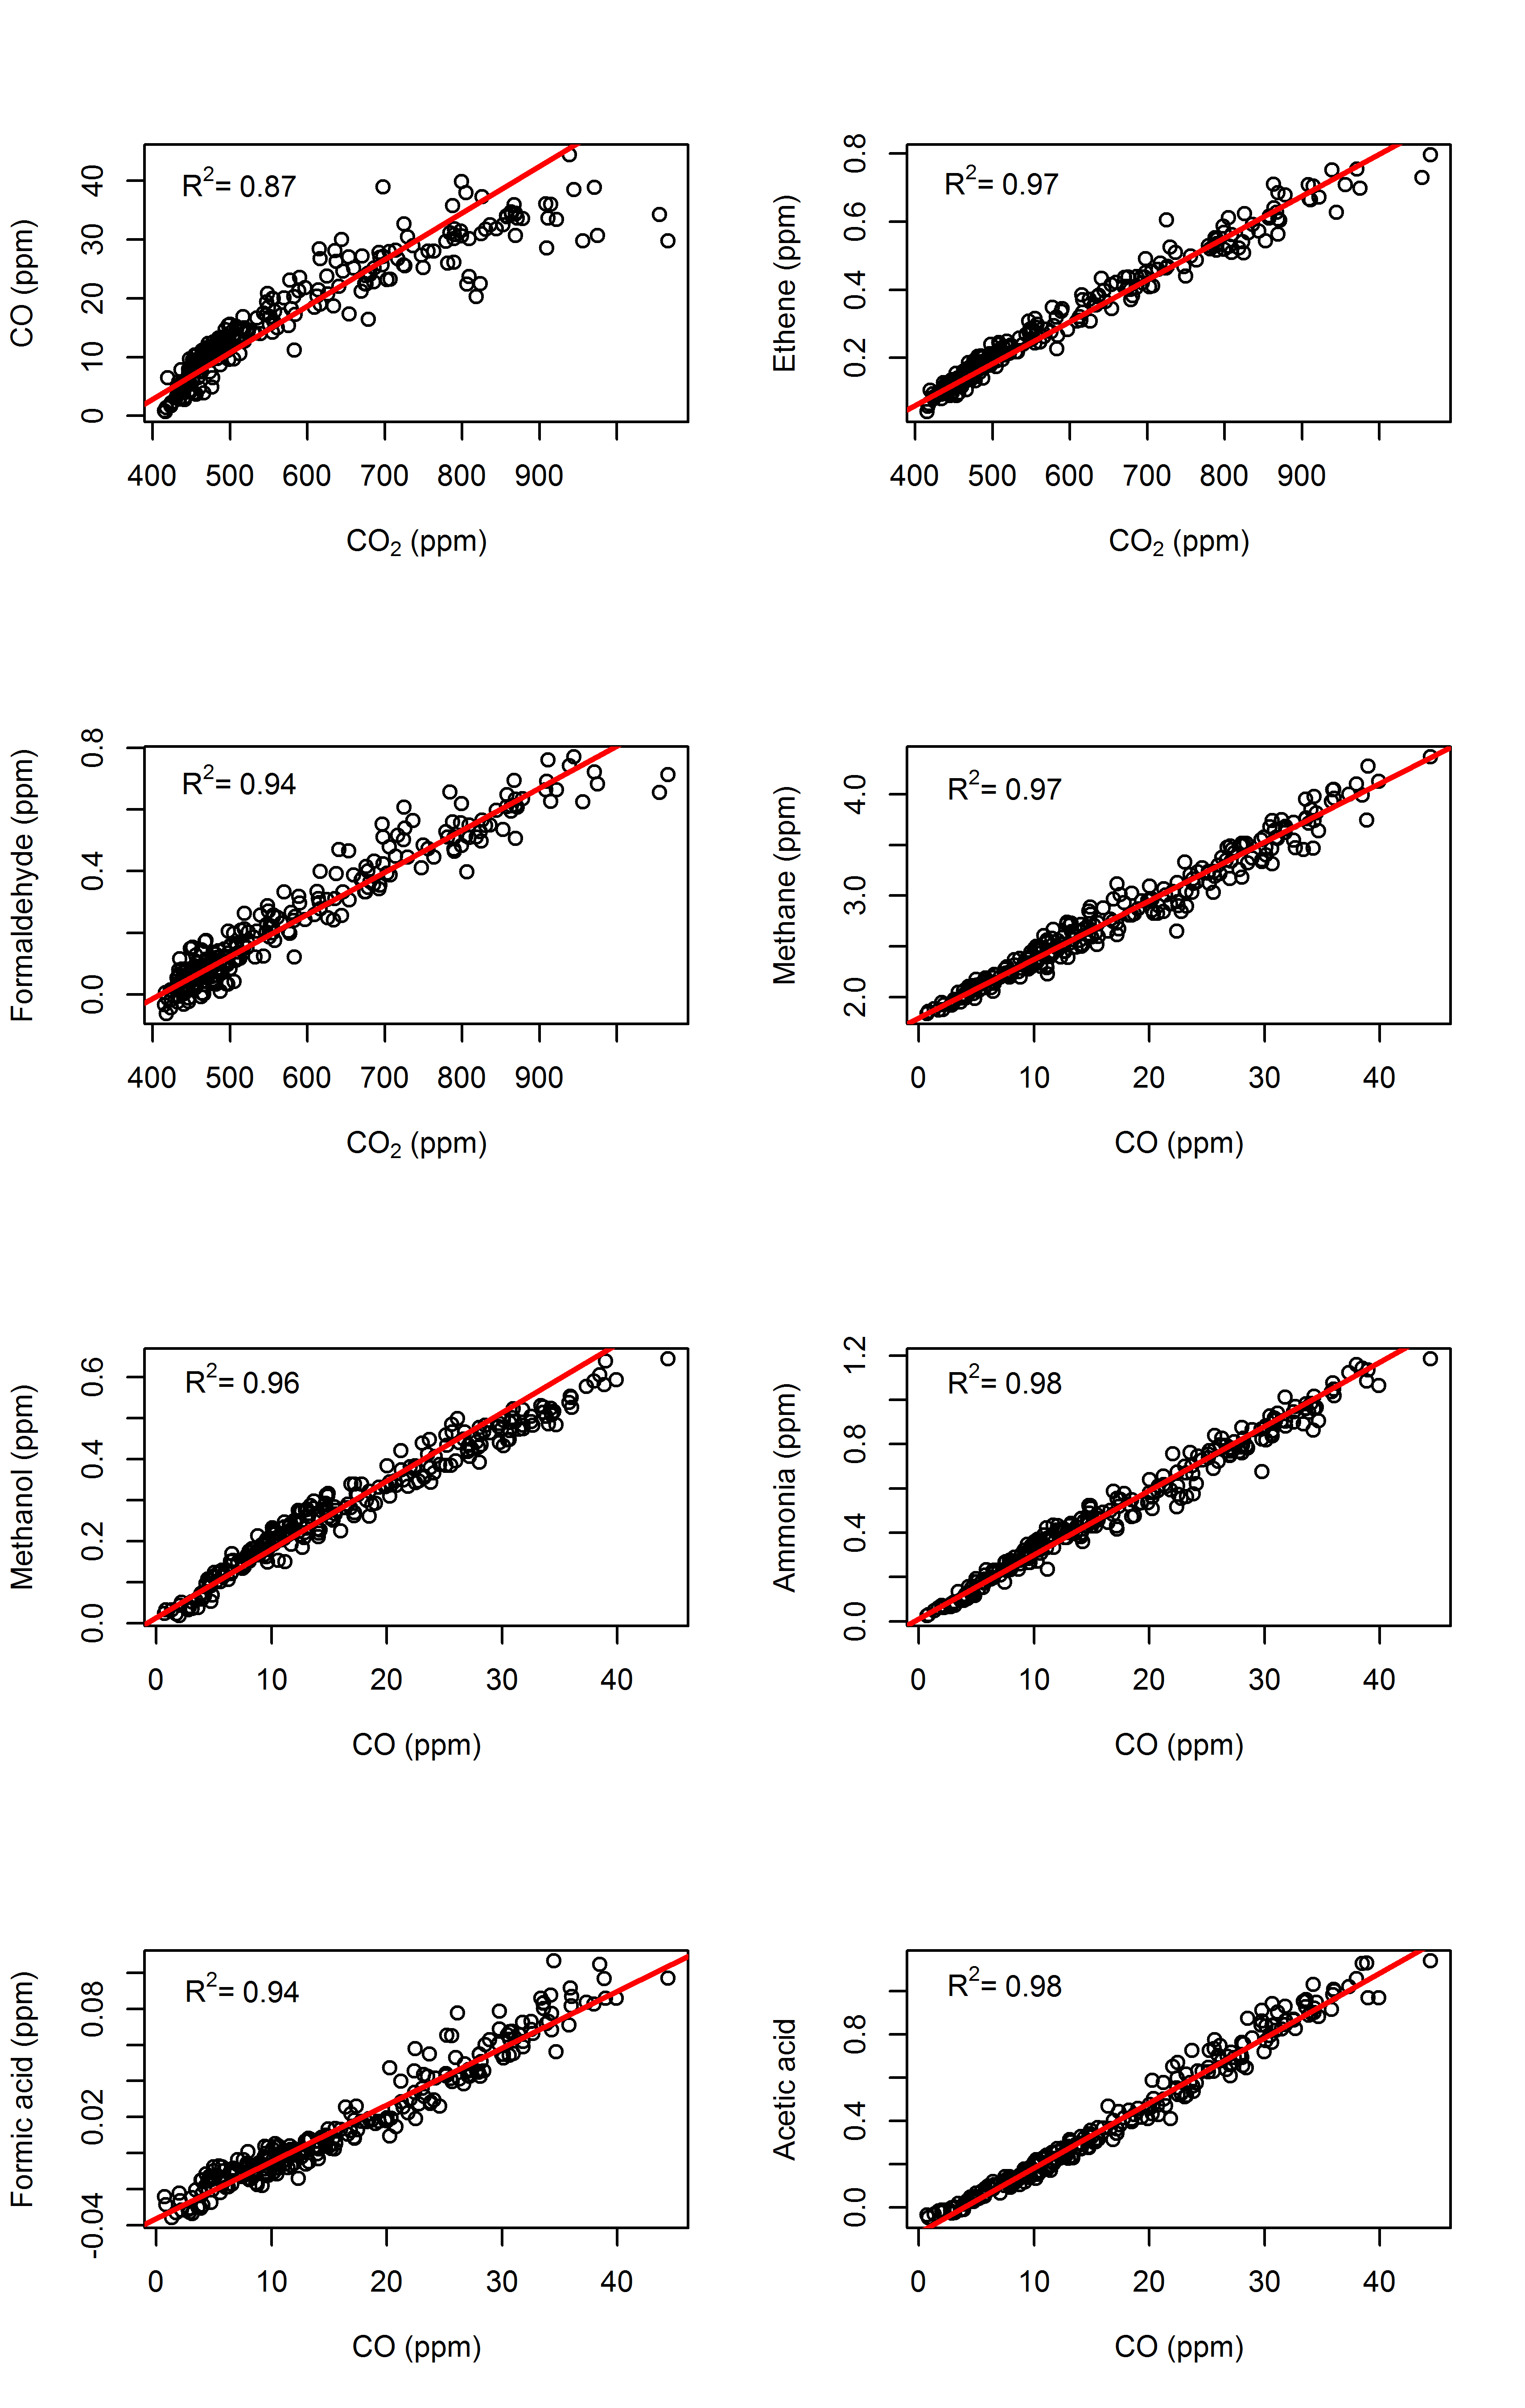 CO (ppm)
0 10 20 30 40
R²= 0.87
400 500 600 700 800 900
CO₂ (ppm)
Ethene (ppm)
0.2 0.4 0.6 0.8
R²= 0.97
400 500 600 700 800 900
CO₂ (ppm)
Formaldehyde (ppm)
0.0 0.4 0.8
R²= 0.94
400 500 600 700 800 900
CO₂ (ppm)
Methane (ppm)
2.0 3.0 4.0
R²= 0.97
0 10 20 30 40
CO (ppm)
Methanol (ppm)
0.0 0.2 0.4 0.6
R²= 0.96
0 10 20 30 40
CO (ppm)
Ammonia (ppm)
0.0 0.4 0.8 1.2
R²= 0.98
0 10 20 30 40
CO (ppm)
Formic acid (ppm)
-0.04 0.02 0.08
R²= 0.94
0 10 20 30 40
CO (ppm)
Acetic acid
0.0 0.4 0.8
R²= 0.98
0 10 20 30 40
CO (ppm)